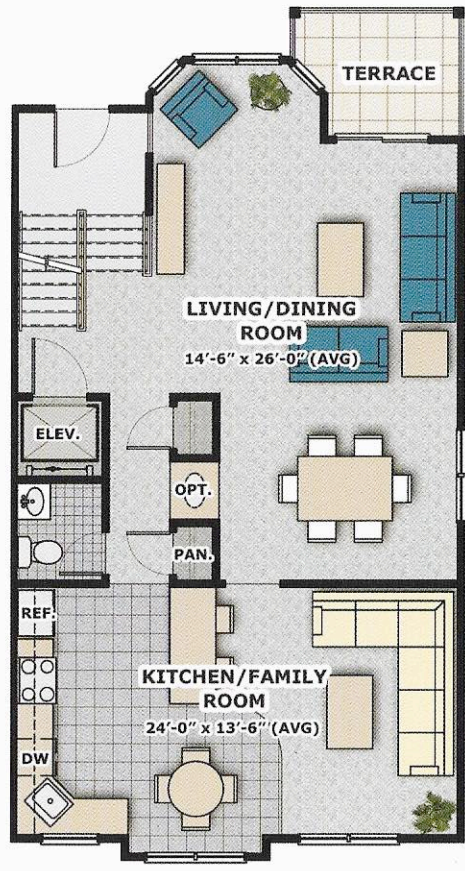 TERRACE
LIVING/DINING
ROOM
14'-6" x 26'-0" (AVG)
ELEV.
OPT.
PAN.
REF.
KITCHEN/FAMILY
ROOM
24'-0" x 13'-6" (AVG)
DW